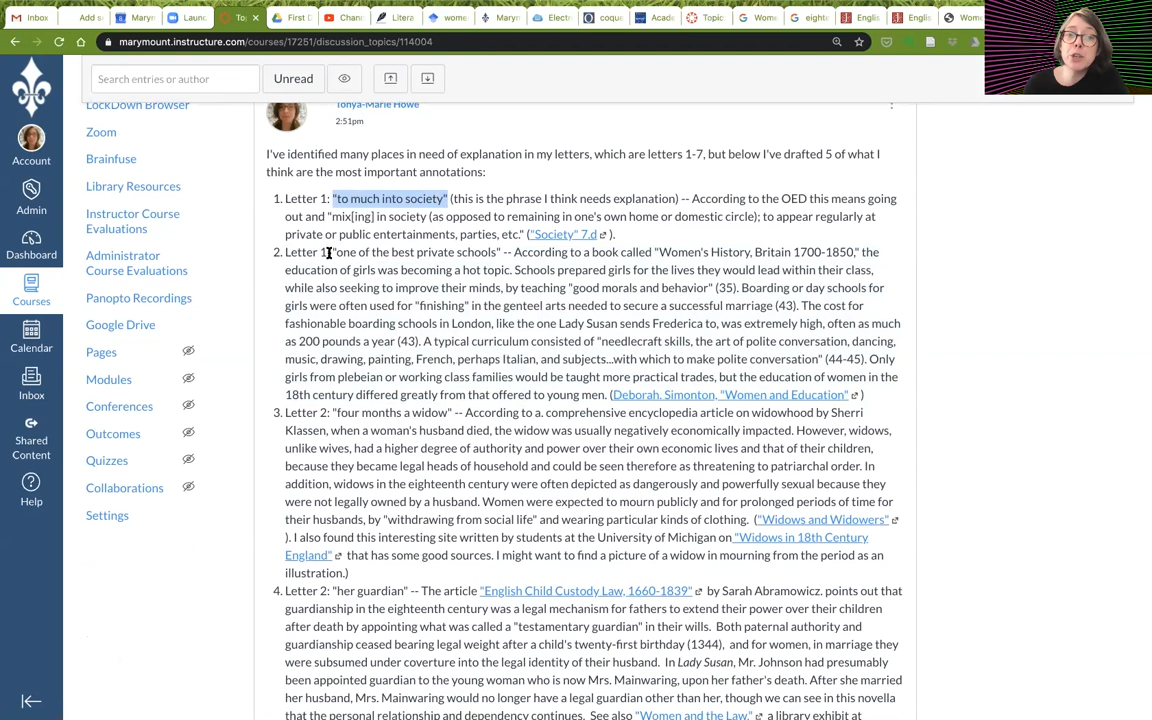 Inbox
Add s
Marym
Launc
Top
First D
Chan
Litera
wome
Marym
Electr
coque
Acade
Topic
Wome
eighte
Englis
Englis
Wome
marymount.instructure.com/courses/17251/discussion_topics/114004
Search entries or author
Unread
Account
Admin
Dashboard
Courses
Calendar
Inbox
Shared
Content
Help
LockDown Browser
Zoom
Brainfuse
Library Resources
Instructor College
Course Evaluations
Administrator
Course Evaluations
Panopto Recordings
Google Drive
Pages
Modules
Conferences
Outcomes
Quizzes
Collaborations
Settings
Tonya-Marie Howe
2:51pm
I've identified many places in need of explanation in my letters, which are letters 1-7, but below I've drafted 5 of what I
think are the most important annotations:
1. Letter 1: "to much into society" (this is the phrase I think needs explanation) -- According to the OED this means going
out and "mix[ing] in society (as opposed to remaining in one's own home or domestic circle); to appear regularly at
private or public entertainments, parties, etc." ("Society" 7.d ).
2. Letter 1: "one of the best private schools" -- According to a book called "Women's History, Britain 1700-1850," the
education of girls was becoming a hot topic. Schools prepared girls for the lives they would lead within their class,
while also seeking to improve their minds, by teaching "good morals and behavior" (35). Boarding or day schools for
girls were often used for "finishing" in the genteel arts needed to secure a successful marriage (43). The cost for
fashionable boarding schools in London, like the one Lady Susan sends Frederica to, was extremely high, often as much
as 200 pounds a year (43). A typical curriculum consisted of "needlecraft skills, the art of polite conversation, dancing,
music, drawing, painting, French, perhaps Italian, and subjects...with which to make polite conversation" (44-45). Only
girls from plebeian or working class families would be taught more practical trades, but the education of women in the
18th century differed greatly from that offered to young men. (Deborah. Simonton, "Women and Education" )
3. Letter 2: "four months a widow" -- According to a. comprehensive encyclopedia article on widowhood by Sherri
Klassen, when a woman's husband died, the widow was usually negatively economically impacted. However, widows,
unlike wives, had a higher degree of authority and power over their own economic lives and that of their children,
because they became legal heads of household and could be seen therefore as threatening to patriarchal order. In
addition, widows in the eighteenth century were often depicted as dangerously and powerfully sexual because they
were not legally owned by a husband. Women were expected to mourn publicly and for prolonged periods of time for
their husbands, by "withdrawing from social life" and wearing particular kinds of clothing. ("Widows and Widowers"
). I also found this interesting site written by students at the University of Michigan on "Widows in 18th Century
England" that has some good sources. I might want to find a picture of a widow in mourning from the period as an
illustration.)
4. Letter 2: "her guardian" -- The article "English Child Custody Law, 1660-1839" by Sarah Abramowicz. points out that
guardianship in the eighteenth century was a legal mechanism for fathers to extend their power over their children
after death by appointing what was called a "testamentary guardian" in their wills. Both paternal authority and
guardianship ceased bearing legal weight after a child's twenty-first birthday (1344), and for women, in marriage they
were subsumed under coverture into the legal identity of their husband. In Lady Susan, Mr. Johnson had presumably
been appointed guardian to the young woman who is now Mrs. Mainwaring, upon her father's death. After she married
her husband, Mrs. Mainwaring would no longer have a legal guardian other than her, though we can see in this novella
that the personal relationship and dependency continues. See also "Women and the Law," a library exhibit at